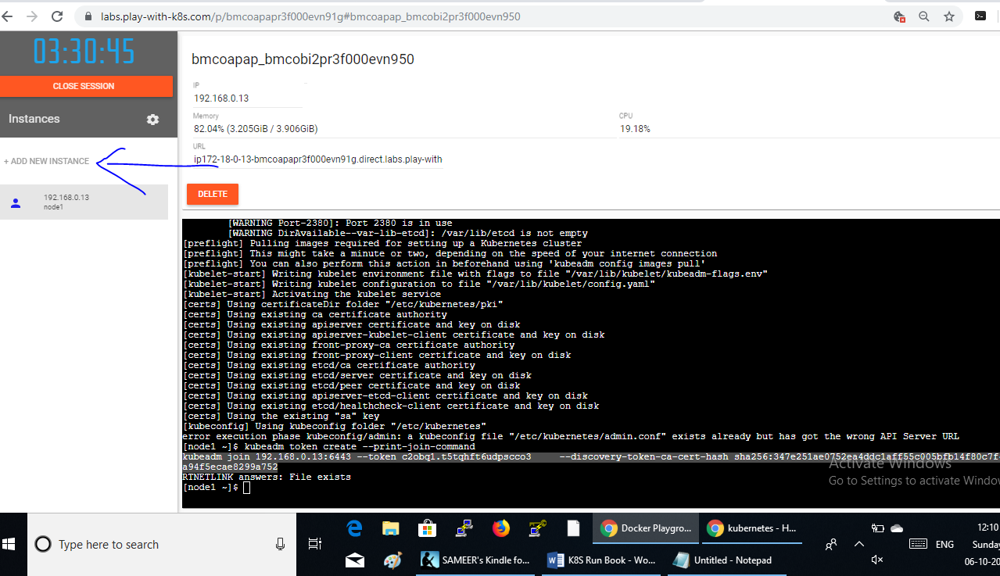 labs.play-with-k8s.com/p/bmcoapapr3f000evn91g#bmcoapap_bmcobi2pr3f000evn950
03:30:45
CLOSE SESSION
Instances
+ ADD NEW INSTANCE
192.168.0.13
node1
bmcoapap_bmcobi2pr3f000evn950
IP
192.168.0.13
Memory
CPU
82.04% (3.205GiB / 3.906GiB)
19.18%
URL
ip172-18-0-13-bmcoapapr3f000evn91g.direct.labs.play-with
DELETE
[WARNING Port-2380]: Port 2380 is in use
[WARNING DirAvailable--var-lib-etcd]: /var/lib/etcd is not empty
[preflight] Pulling images required for setting up a Kubernetes cluster
[preflight] This might take a minute or two, depending on the speed of your internet connection
[preflight] You can also perform this action in beforehand using 'kubeadm config images pull'
[kubelet-start] Writing kubelet environment file with flags to file "/var/lib/kubelet/kubeadm-flags.env"
[kubelet-start] Writing kubelet configuration to file "/var/lib/kubelet/config.yaml"
[kubelet-start] Activating the kubelet service
[certs] Using certificateDir folder "/etc/kubernetes/pki"
[certs] Using existing ca certificate authority
[certs] Using existing apiserver certificate and key on disk
[certs] Using existing apiserver-kubelet-client certificate and key on disk
[certs] Using existing front-proxy-ca certificate authority
[certs] Using existing front-proxy-client certificate and key on disk
[certs] Using existing etcd/ca certificate authority
[certs] Using existing etcd/server certificate and key on disk
[certs] Using existing etcd/peer certificate and key on disk
[certs] Using existing apiserver-etcd-client certificate and key on disk
[certs] Using existing etcd/healthcheck-client certificate and key on disk
[certs] Using the existing "sa" key
[kubeconfig] Using kubeconfig folder "/etc/kubernetes"
error execution phase kubeconfig/admin: a kubeconfig file "/etc/kubernetes/admin.conf" exists already but has got the wrong API Server URL
[node1 ~]$ kubeadm token create --print-join-command
kubeadm join 192.168.0.13:6443 --token c2obq1.t5tqhft6udpscco3 --discovery-token-ca-cert-hash sha256:347e251ae0752ea4ddc1aff55c005bfb14f80c7f
a94f5ecae8299a752
RTNETLINK answers: File exists
[node1 ~]$
Activate Windows
Go to Settings to activate Windo
Type here to search
Docker Playgro...
kubernetes - H...
SAMEER's Kindle fo...
K8S Run Book - Wo...
Untitled - Notepad
ENG
12:10
Sunday
06-10-20